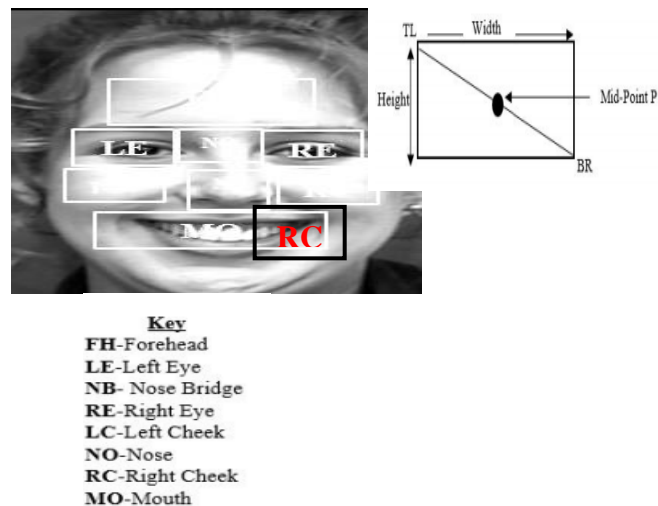 TL
Width
Height
Mid-Point P
BR
LE
RE
MO
RC
Key
FH-Forehead
LE-Left Eye
NB- Nose Bridge
RE-Right Eye
LC-Left Cheek
NO-Nose
RC-Right Cheek
MO-Mouth